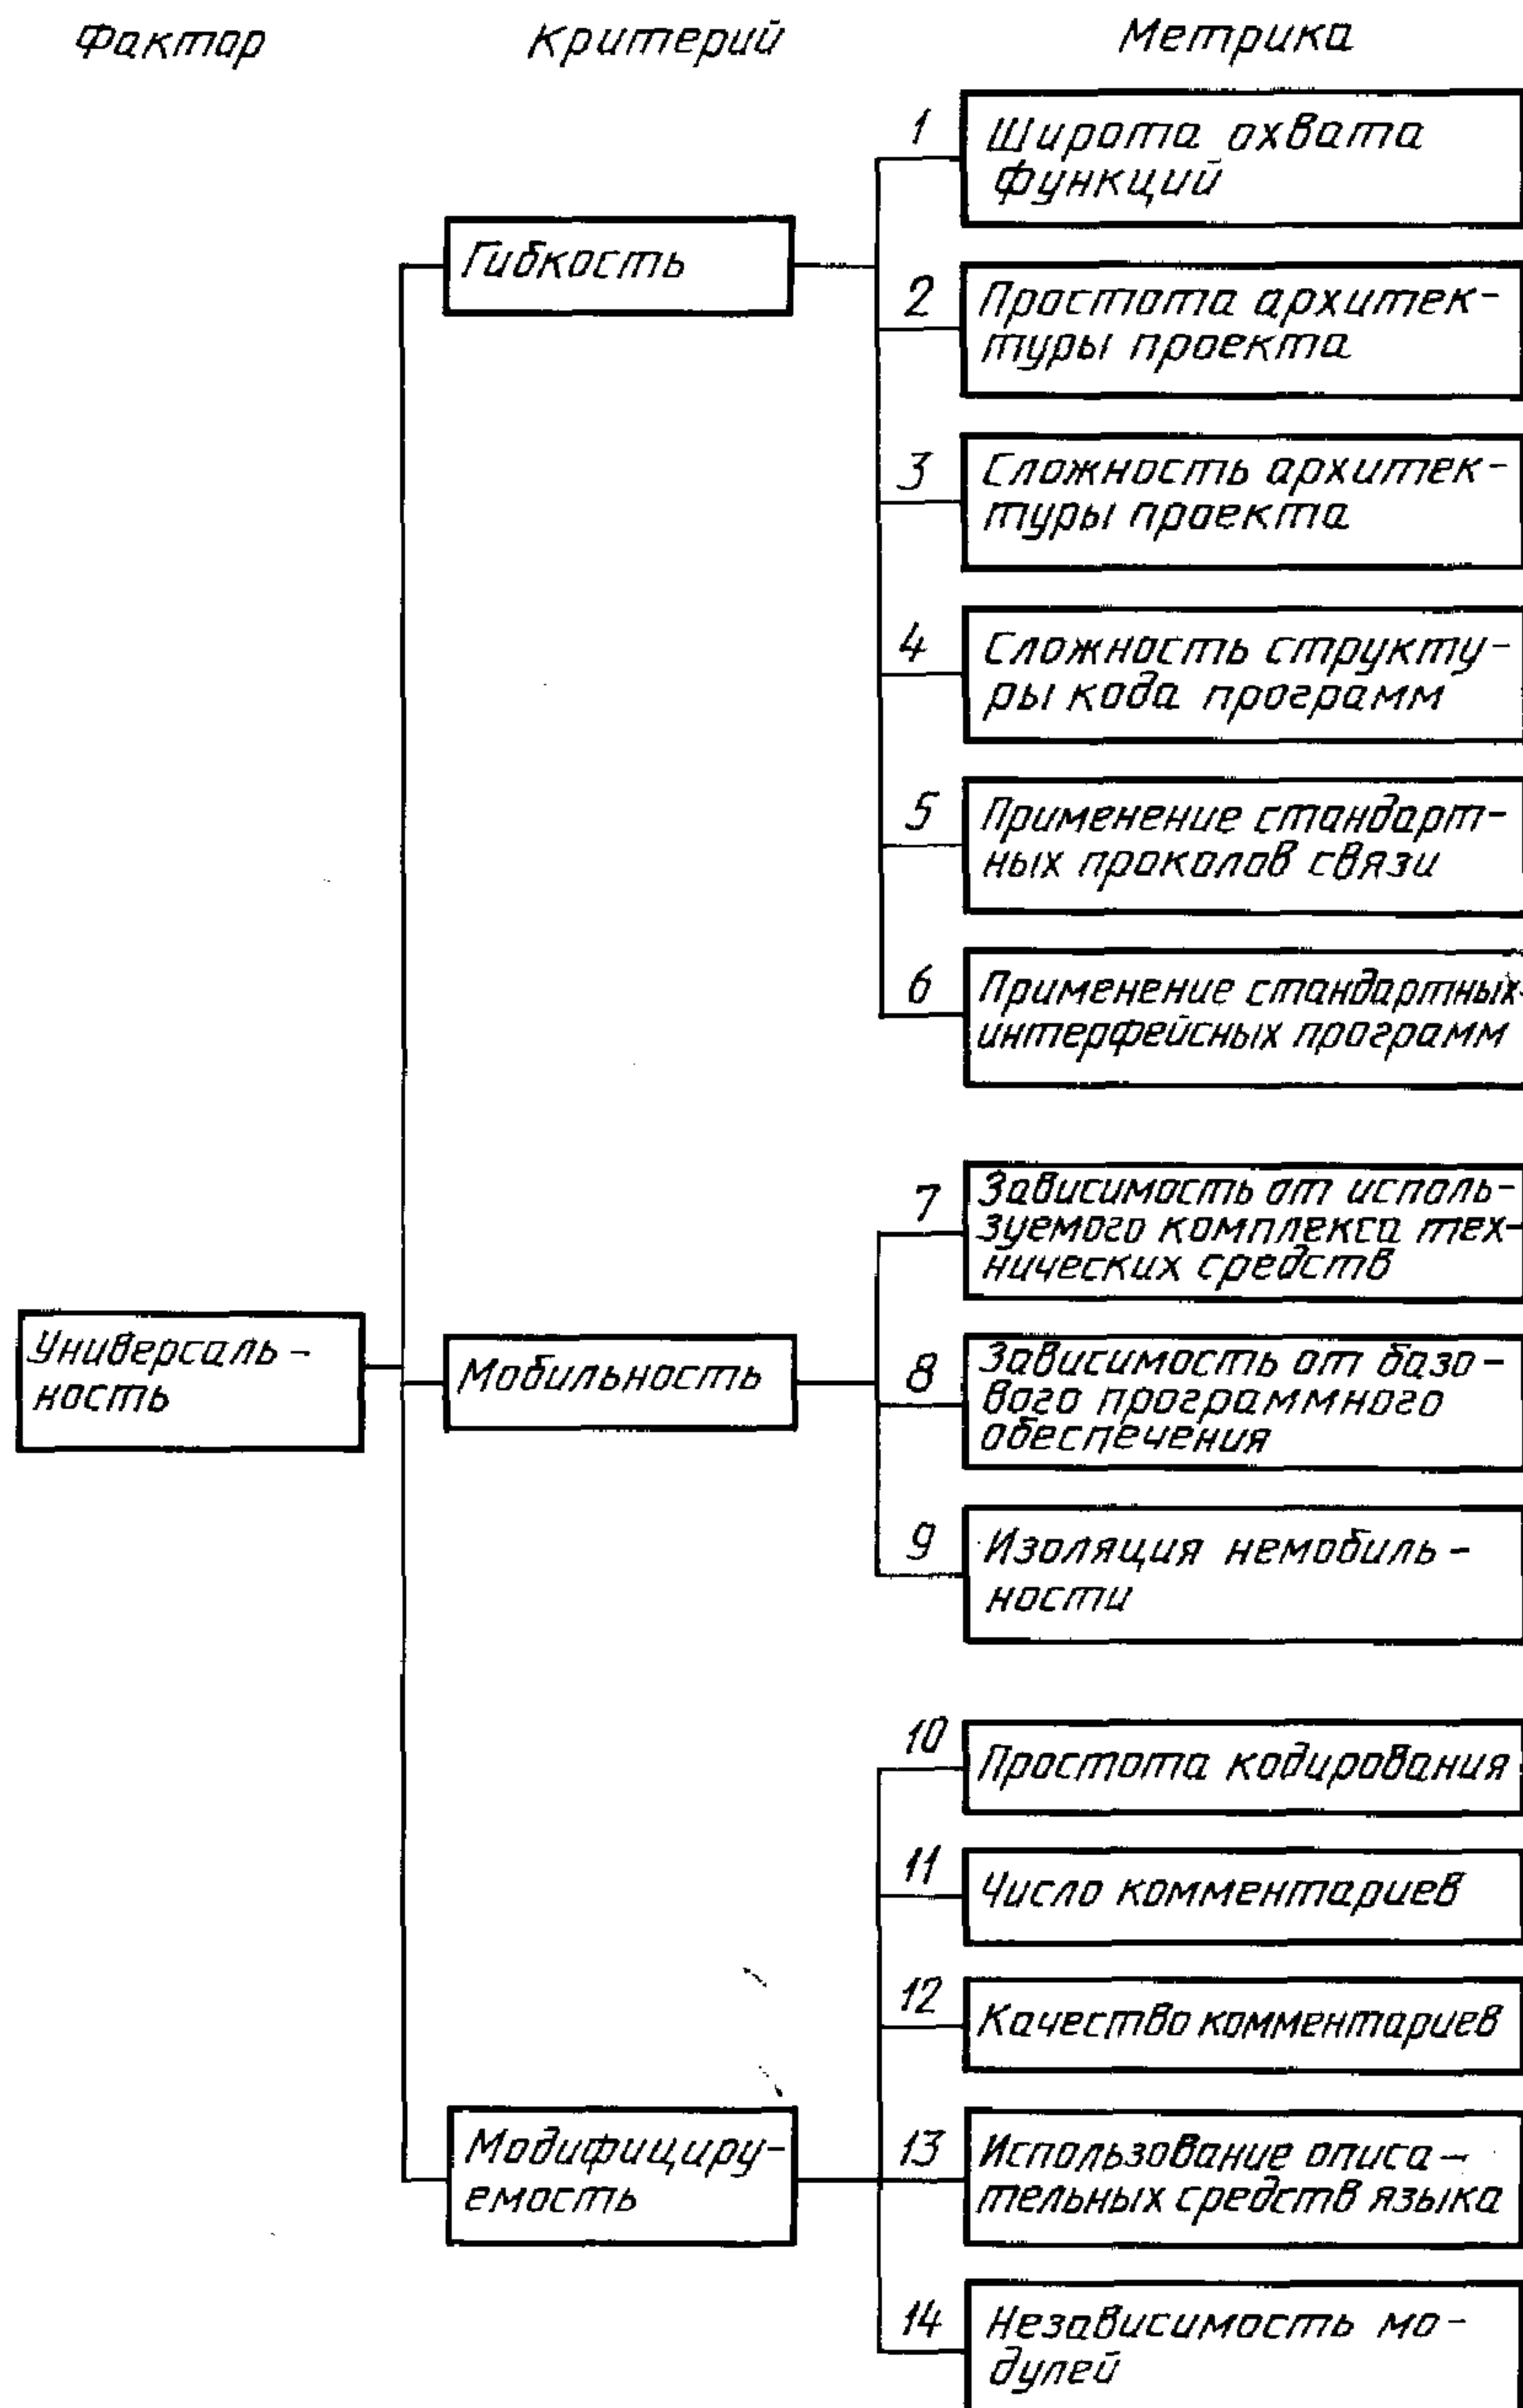 Фактор
Критерий
Метрика
1
Широта охвата
функций
Гибкость
2
Простота архитек-
туры проекта
3
Сложность архитек-
туры проекта
4
Сложность структу-
ры кода программ
5
Применение стандарт-
ных проколов связи
6
Применение стандартных
интерфейсных программ
7
Зависимость от исполь-
зуемого комплекса тех-
нических средств
Универсаль-
ность
Мобильность
8
Зависимость от базо-
вого программного
обеспечения
9
Изоляция немобиль-
ности
10
Простота кодирования
11
Число комментариев
12
Качество комментариев
Модифициру-
емость
13
Использование описа-
тельных средств языка
14
Независимость мо-
дулей